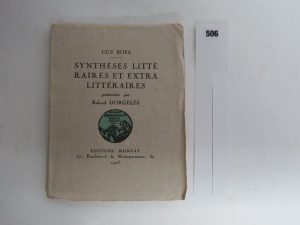 GUS BOFA
SYNTHESES LITTÉ
RAIRES ET EXTRA
LITTÉRAIRES
présentées par
Roland DORGELÈS
ÉDITIONS MORNAY
37, Boulevard du Montparnasse, 37
506